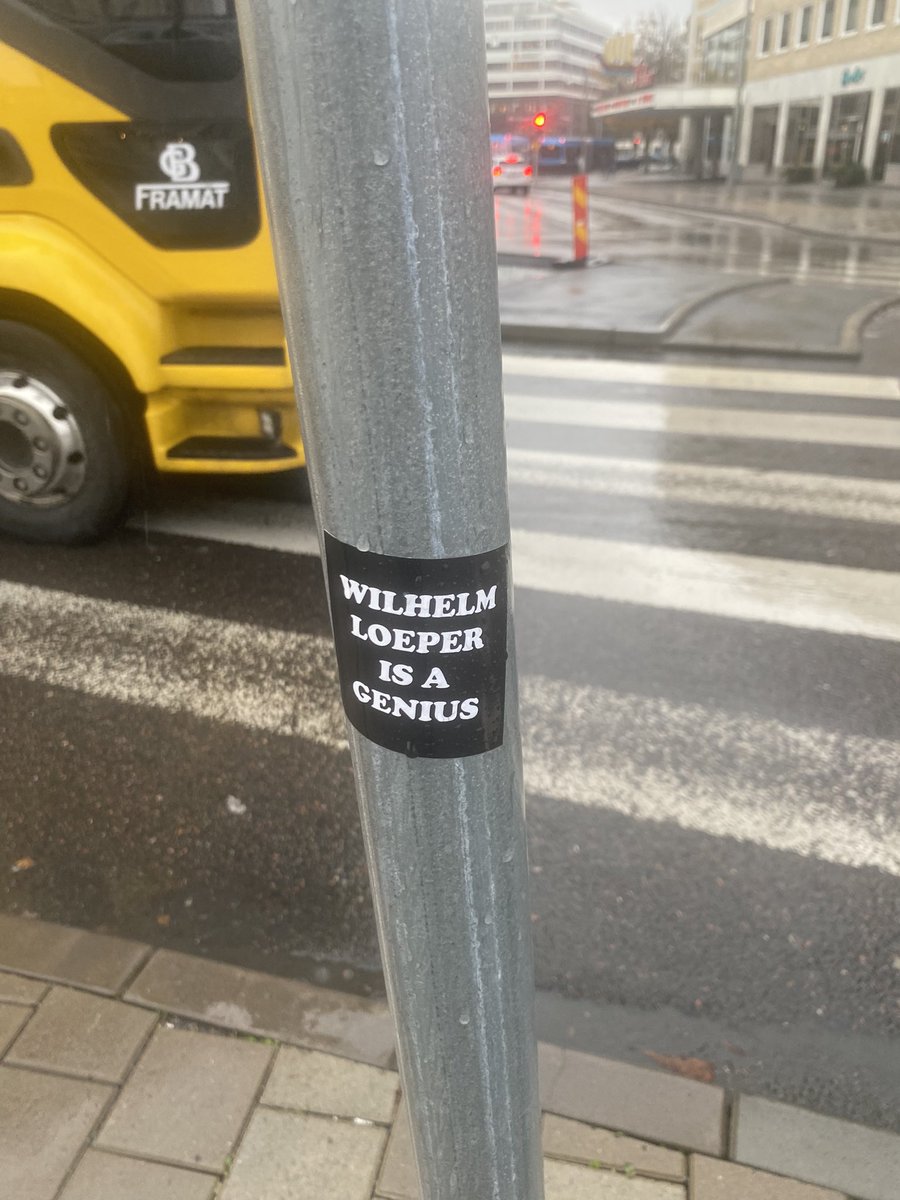 FRAMAT
WILHELM
LOEPER
IS A
GENIUS